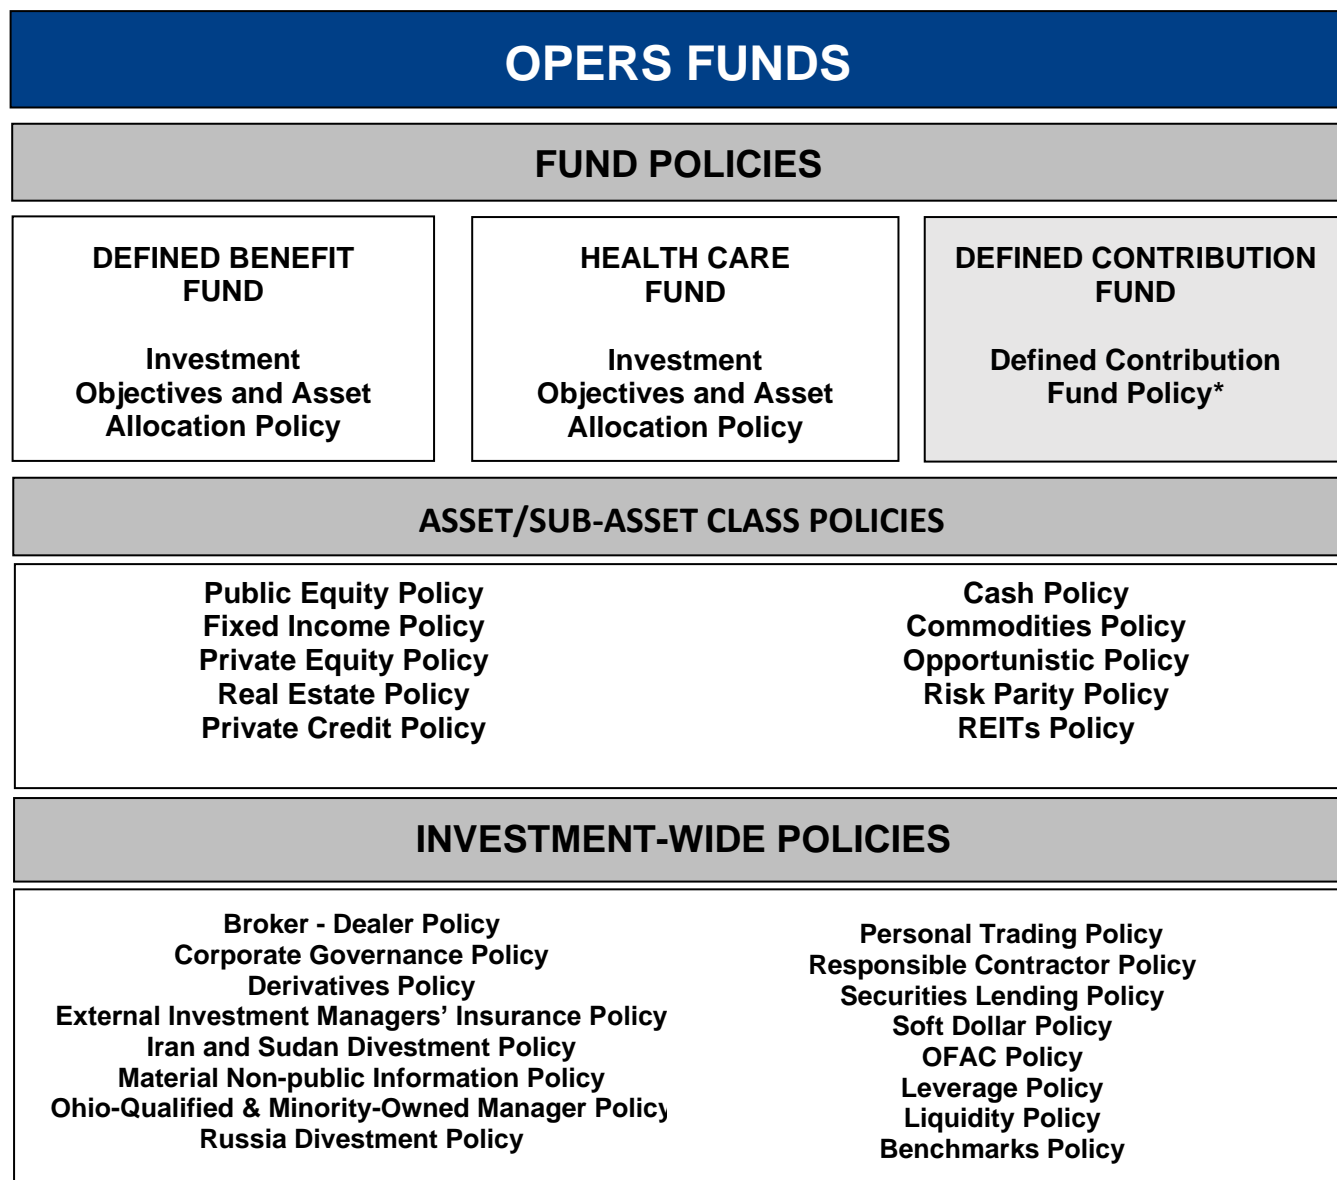 OPERS FUNDS
FUND POLICIES
DEFINED BENEFIT
FUND
Investment
Objectives and Asset
Allocation Policy
HEALTH CARE
FUND
Investment
Objectives and Asset
Allocation Policy
DEFINED CONTRIBUTION
FUND
Defined Contribution
Fund Policy*
ASSET/SUB-ASSET CLASS POLICIES
Public Equity Policy
Fixed Income Policy
Private Equity Policy
Real Estate Policy
Private Credit Policy
Cash Policy
Commodities Policy
Opportunistic Policy
Risk Parity Policy
REITs Policy
INVESTMENT-WIDE POLICIES
Broker - Dealer Policy
Corporate Governance Policy
Derivatives Policy
External Investment Managers’ Insurance Policy
Iran and Sudan Divestment Policy
Material Non-public Information Policy
Ohio-Qualified & Minority-Owned Manager Policy
Russia Divestment Policy
Personal Trading Policy
Responsible Contractor Policy
Securities Lending Policy
Soft Dollar Policy
OFAC Policy
Leverage Policy
Liquidity Policy
Benchmarks Policy